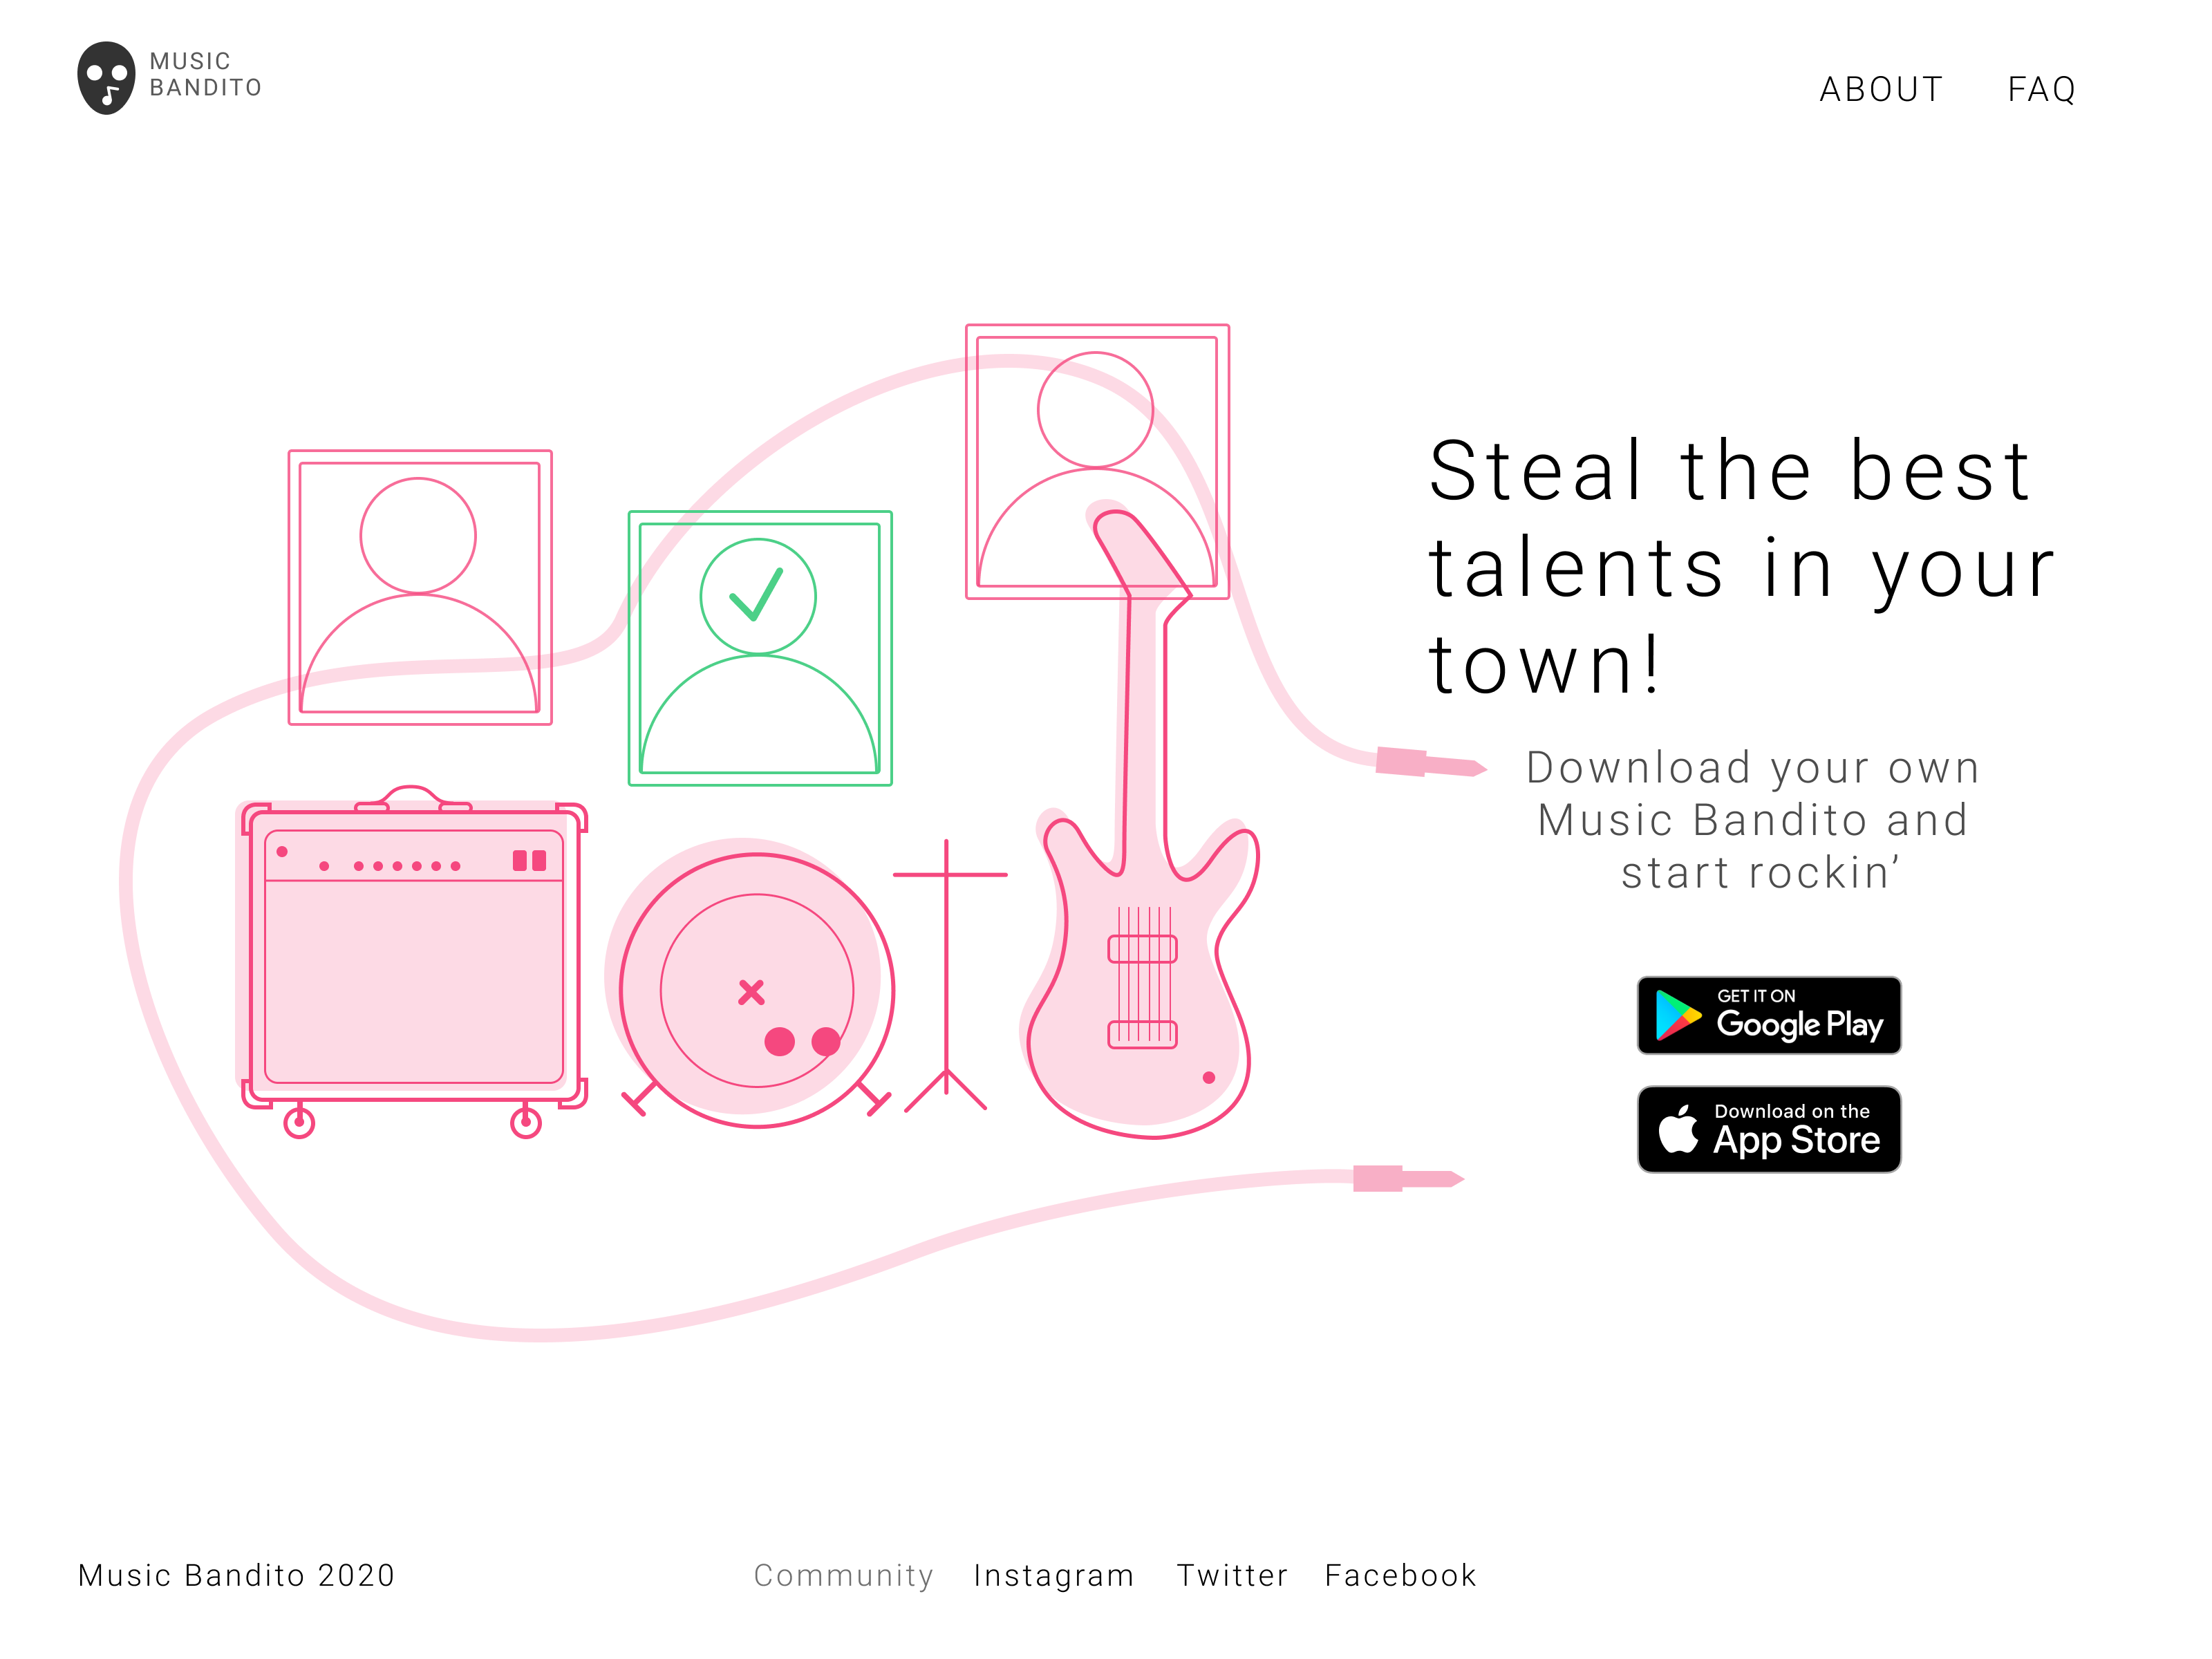 MUSIC
BANDITO
ABOUT FAQ
Steal the best
talents in your
town!
Download your own
Music Bandito and
start rockin’
GET IT ON
Google Play
Download on the
App Store
Music Bandito 2020 Community Instagram Twitter Facebook